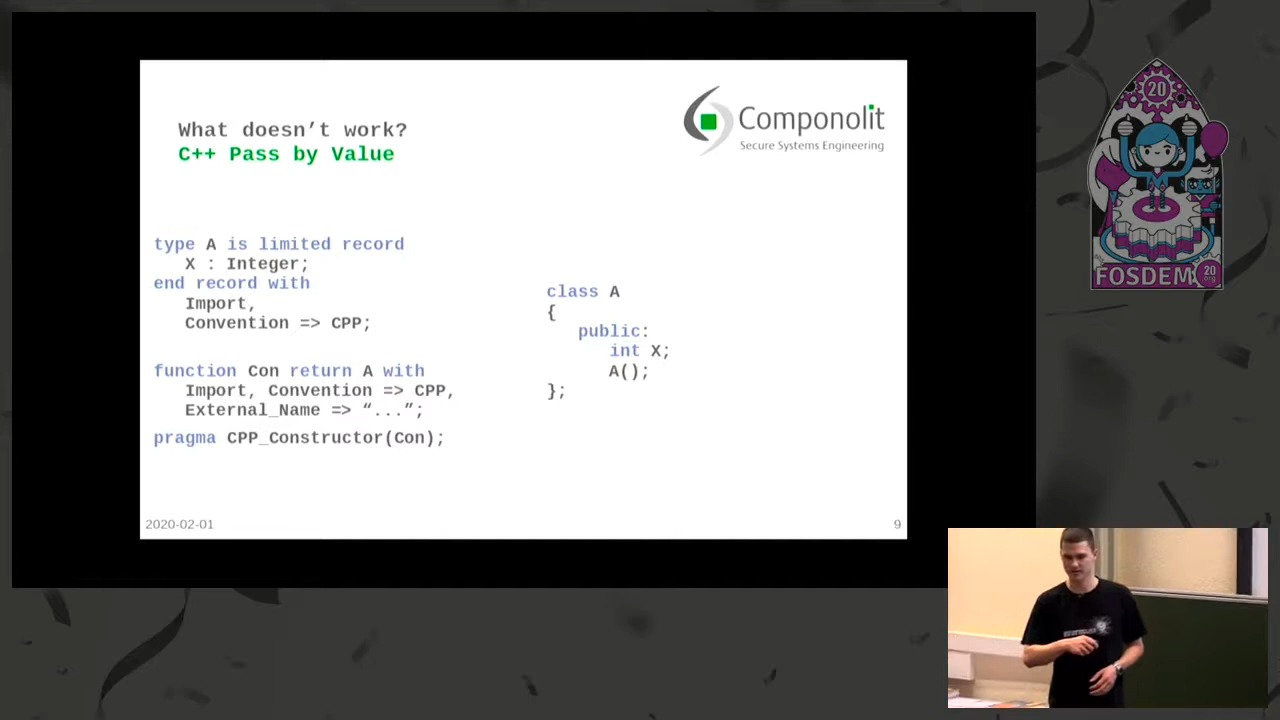 What doesn’t work?
C++ Pass by Value
Componolit
Secure Systems Engineering
type A is limited record
X : Integer;
end record with
Import,
Convention => CPP;
function Con return A with
Import, Convention => CPP,
External_Name => “...”;
pragma CPP_Constructor(Con);
class A
{
public:
int X;
A();
};
2020-02-01
9
20
FOSDEM
20
.org